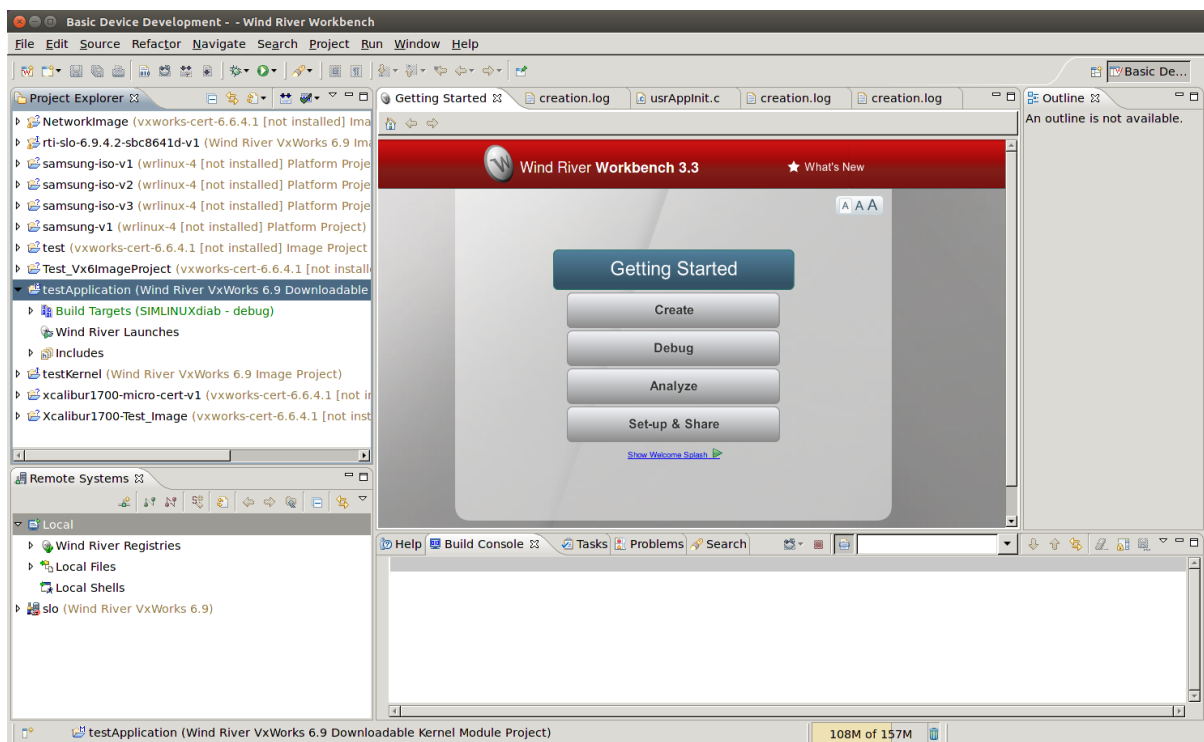 Basic Device Development - - Wind River Workbench
File Edit Source Refactor Navigate Search Project Run Window Help
Basic De...
Project Explorer
NetworkImage (vxworks-cert-6.6.4.1 [not installed] Ima
rti-slo-6.9.4.2-sbc8641d-v1 (Wind River VxWorks 6.9 Im
samsung-iso-v1 (wrlinux-4 [not installed] Platform Proje
samsung-iso-v2 (wrlinux-4 [not installed] Platform Proje
samsung-iso-v3 (wrlinux-4 [not installed] Platform Proje
samsung-v1 (wrlinux-4 [not installed] Platform Project)
test (vxworks-cert-6.6.4.1 [not installed] Image Project
Test_Vx6ImageProject (vxworks-cert-6.6.4.1 [not install
testApplication (Wind River VxWorks 6.9 Downloadable
Build Targets (SIMLINUXdiab - debug)
Wind River Launches
Includes
testKernel (Wind River VxWorks 6.9 Image Project)
xcalibur1700-micro-cert-v1 (vxworks-cert-6.6.4.1 [not i
Xcalibur1700-Test_Image (vxworks-cert-6.6.4.1 [not inst
Getting Started creation.log usrAppInit.c creation.log creation.log
Wind River Workbench 3.3
What's New
A A A
Getting Started
Create
Debug
Analyze
Set-up & Share
Show Welcome Splash
Outline
An outline is not available.
Remote Systems
Local
Wind River Registries
Local Files
Local Shells
slo (Wind River VxWorks 6.9)
Help Build Console Tasks Problems Search
testApplication (Wind River VxWorks 6.9 Downloadable Kernel Module Project)
108M of 157M